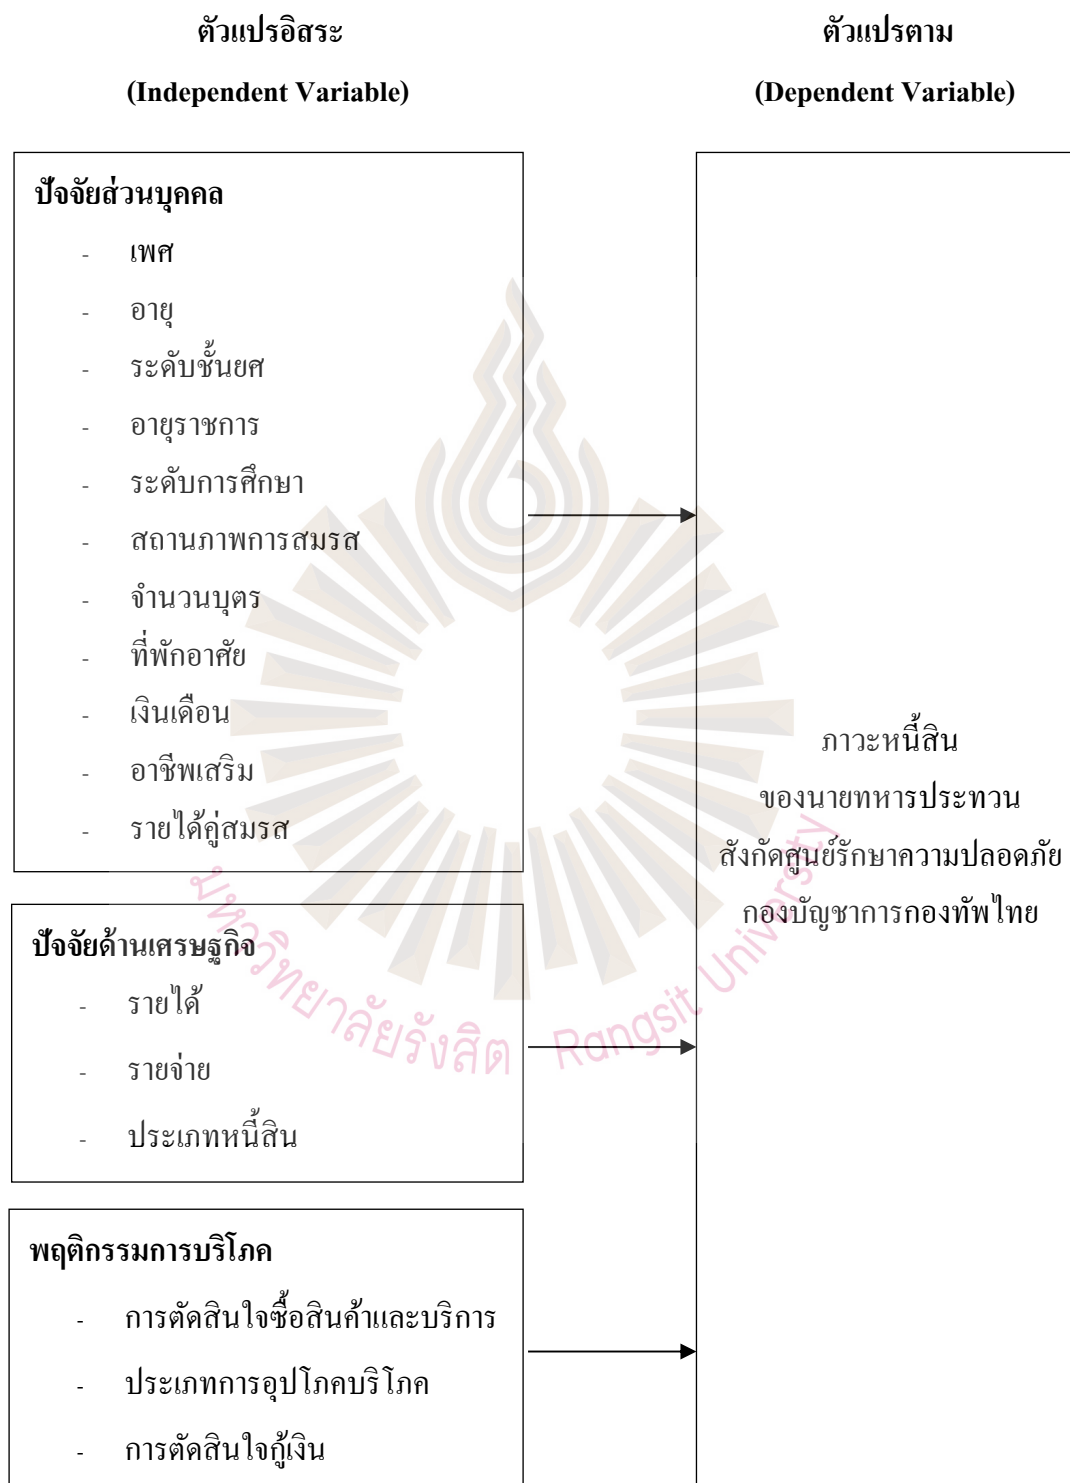 ตัวแปรอิสระ
(Independent Variable)
ตัวแปรตาม
(Dependent Variable)
ปัจจัยส่วนบุคคล
- เพศ
- อายุ
- ระดับชั้นยศ
- อายุราชการ
- ระดับการศึกษา
- สถานภาพการสมรส
- จำนวนบุตร
- ที่พักอาศัย
- เงินเดือน
- อาชีพเสริม
- รายได้คู่สมรส
ปัจจัยด้านเศรษฐกิจ
- รายได้
- รายจ่าย
- ประเภทหนี้สิน
พฤติกรรมการบริโภค
- การตัดสินใจซื้อสินค้าและบริการ
- ประเภทการอุปโภคบริโภค
- การตัดสินใจกู้เงิน
ภาวะหนี้สิน
ของนายทหารประทวน
สังกัดศูนย์รักษาความปลอดภัย
กองบัญชาการกองทัพไทย
มหาวิทยาลัยรังสิต Rangsit University